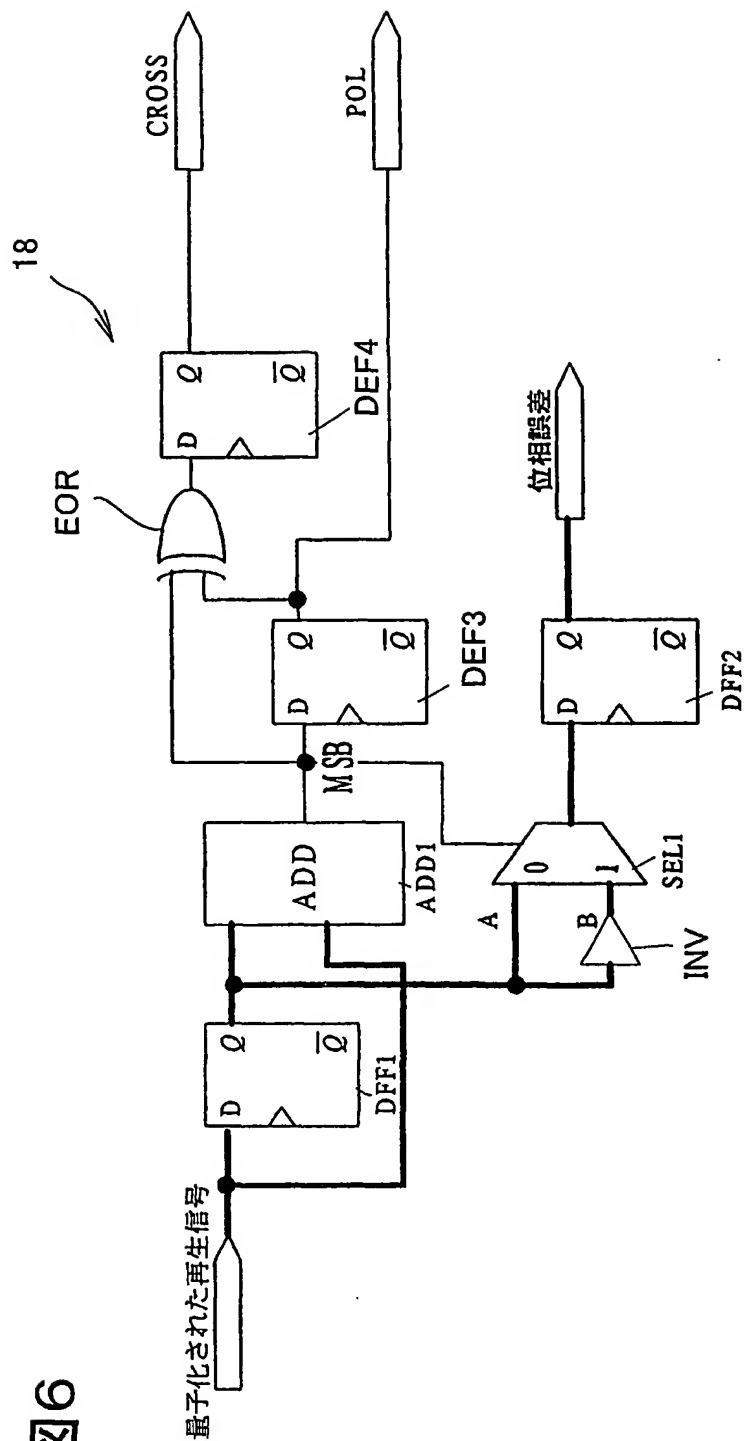 図6
18
量子化された再生信号
D
Q
Q̅
DFF1
ADD
ADD1
MSB
D
Q
Q̅
DEF3
EOR
D
Q
Q̅
DEF4
CROSS
POL
A
B
INV
0
1
SEL1
D
Q
Q̅
DFF2
位相誤差